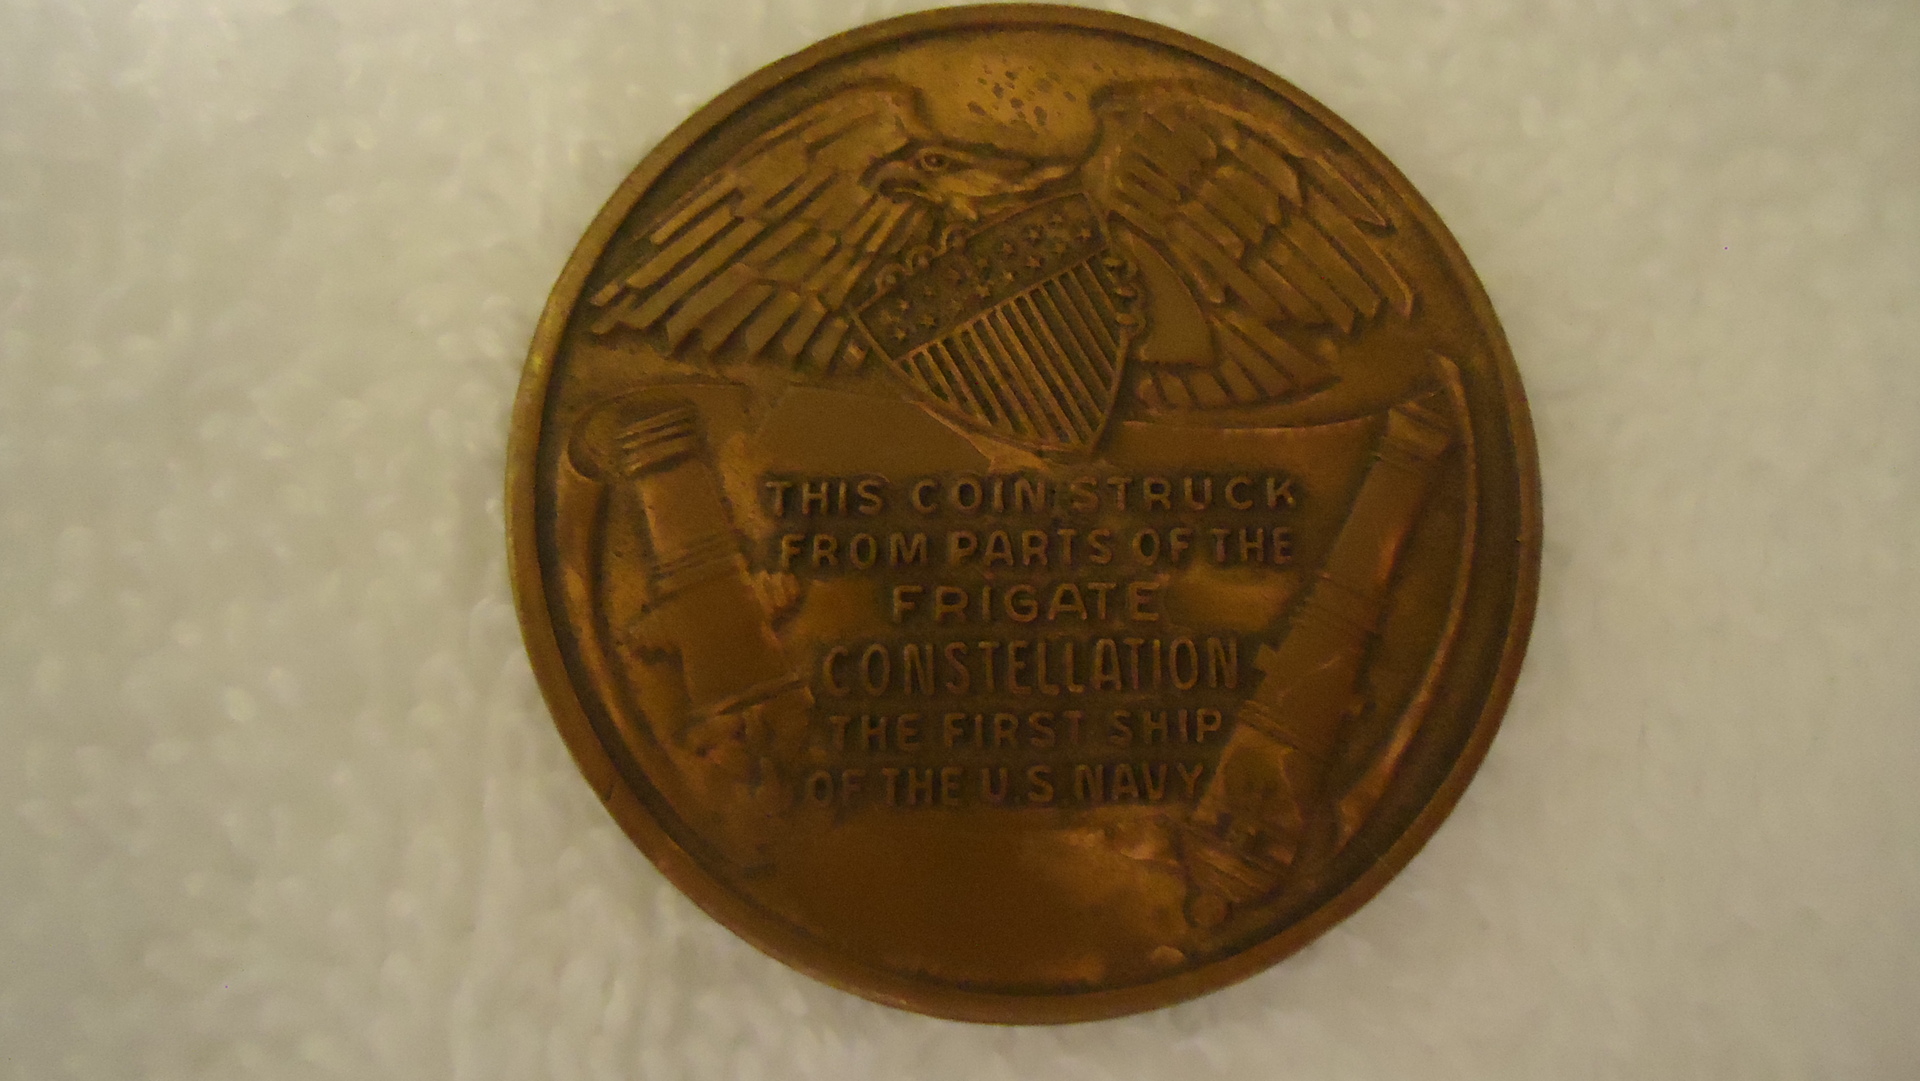 THIS COIN STRUCK
FROM PARTS OF THE
FRIGATE
CONSTELLATION
THE FIRST SHIP
OF THE U.S NAVY